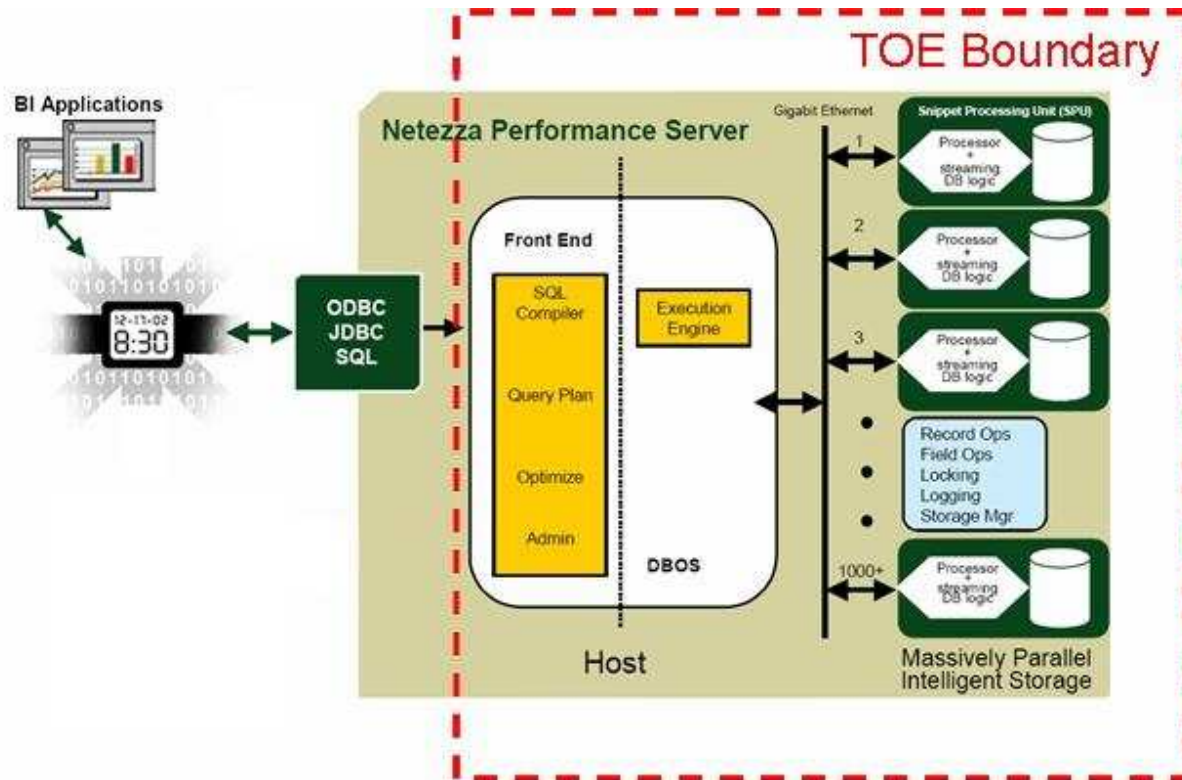 TOE Boundary
BI Applications
Netezza Performance Server
Gigabit Ethernet
Snippet Processing Unit (SPU)
1
Processor
+
streaming
DB logic
2
Processor
+
streaming
DB logic
Front End
SQL
Compiler
Query Plan
Optimize
Admin
Execution
Engine
DBOS
ODBC
JDBC
SQL
12-17-02
8:30
3
Processor
+
streaming
DB logic
Record Ops
Field Ops
Locking
Logging
Storage Mgr
1000+
Processor
+
streaming
DB logic
Host
Massively Parallel
Intelligent Storage